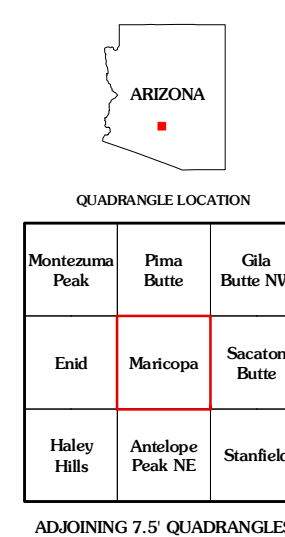 ARIZONA
QUADRANGLE LOCATION
Montezuma Peak
Pima Butte
Gila Butte NW
Enid
Maricopa
Sacaton Butte
Haley Hills
Antelope Peak NE
Stanfield
ADJOINING 7.5' QUADRANGLES